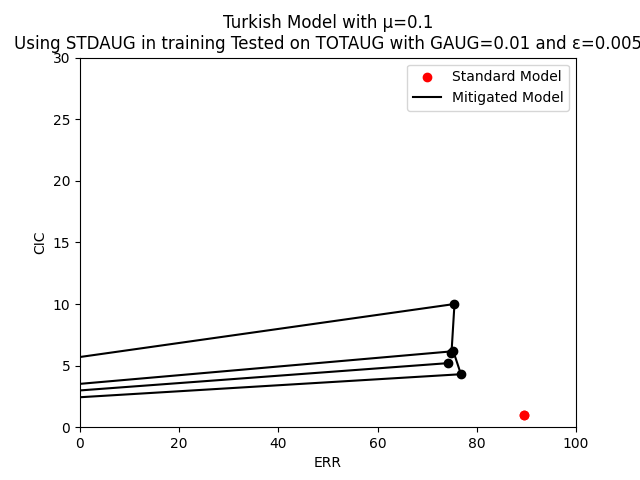 Turkish Model with μ=0.1
Using STDAUG in training Tested on TOTAUG with GAUG=0.01 and ε=0.005
Standard Model
Mitigated Model
30
25
20
15
10
5
0
CIC
0 20 40 60 80 100
ERR